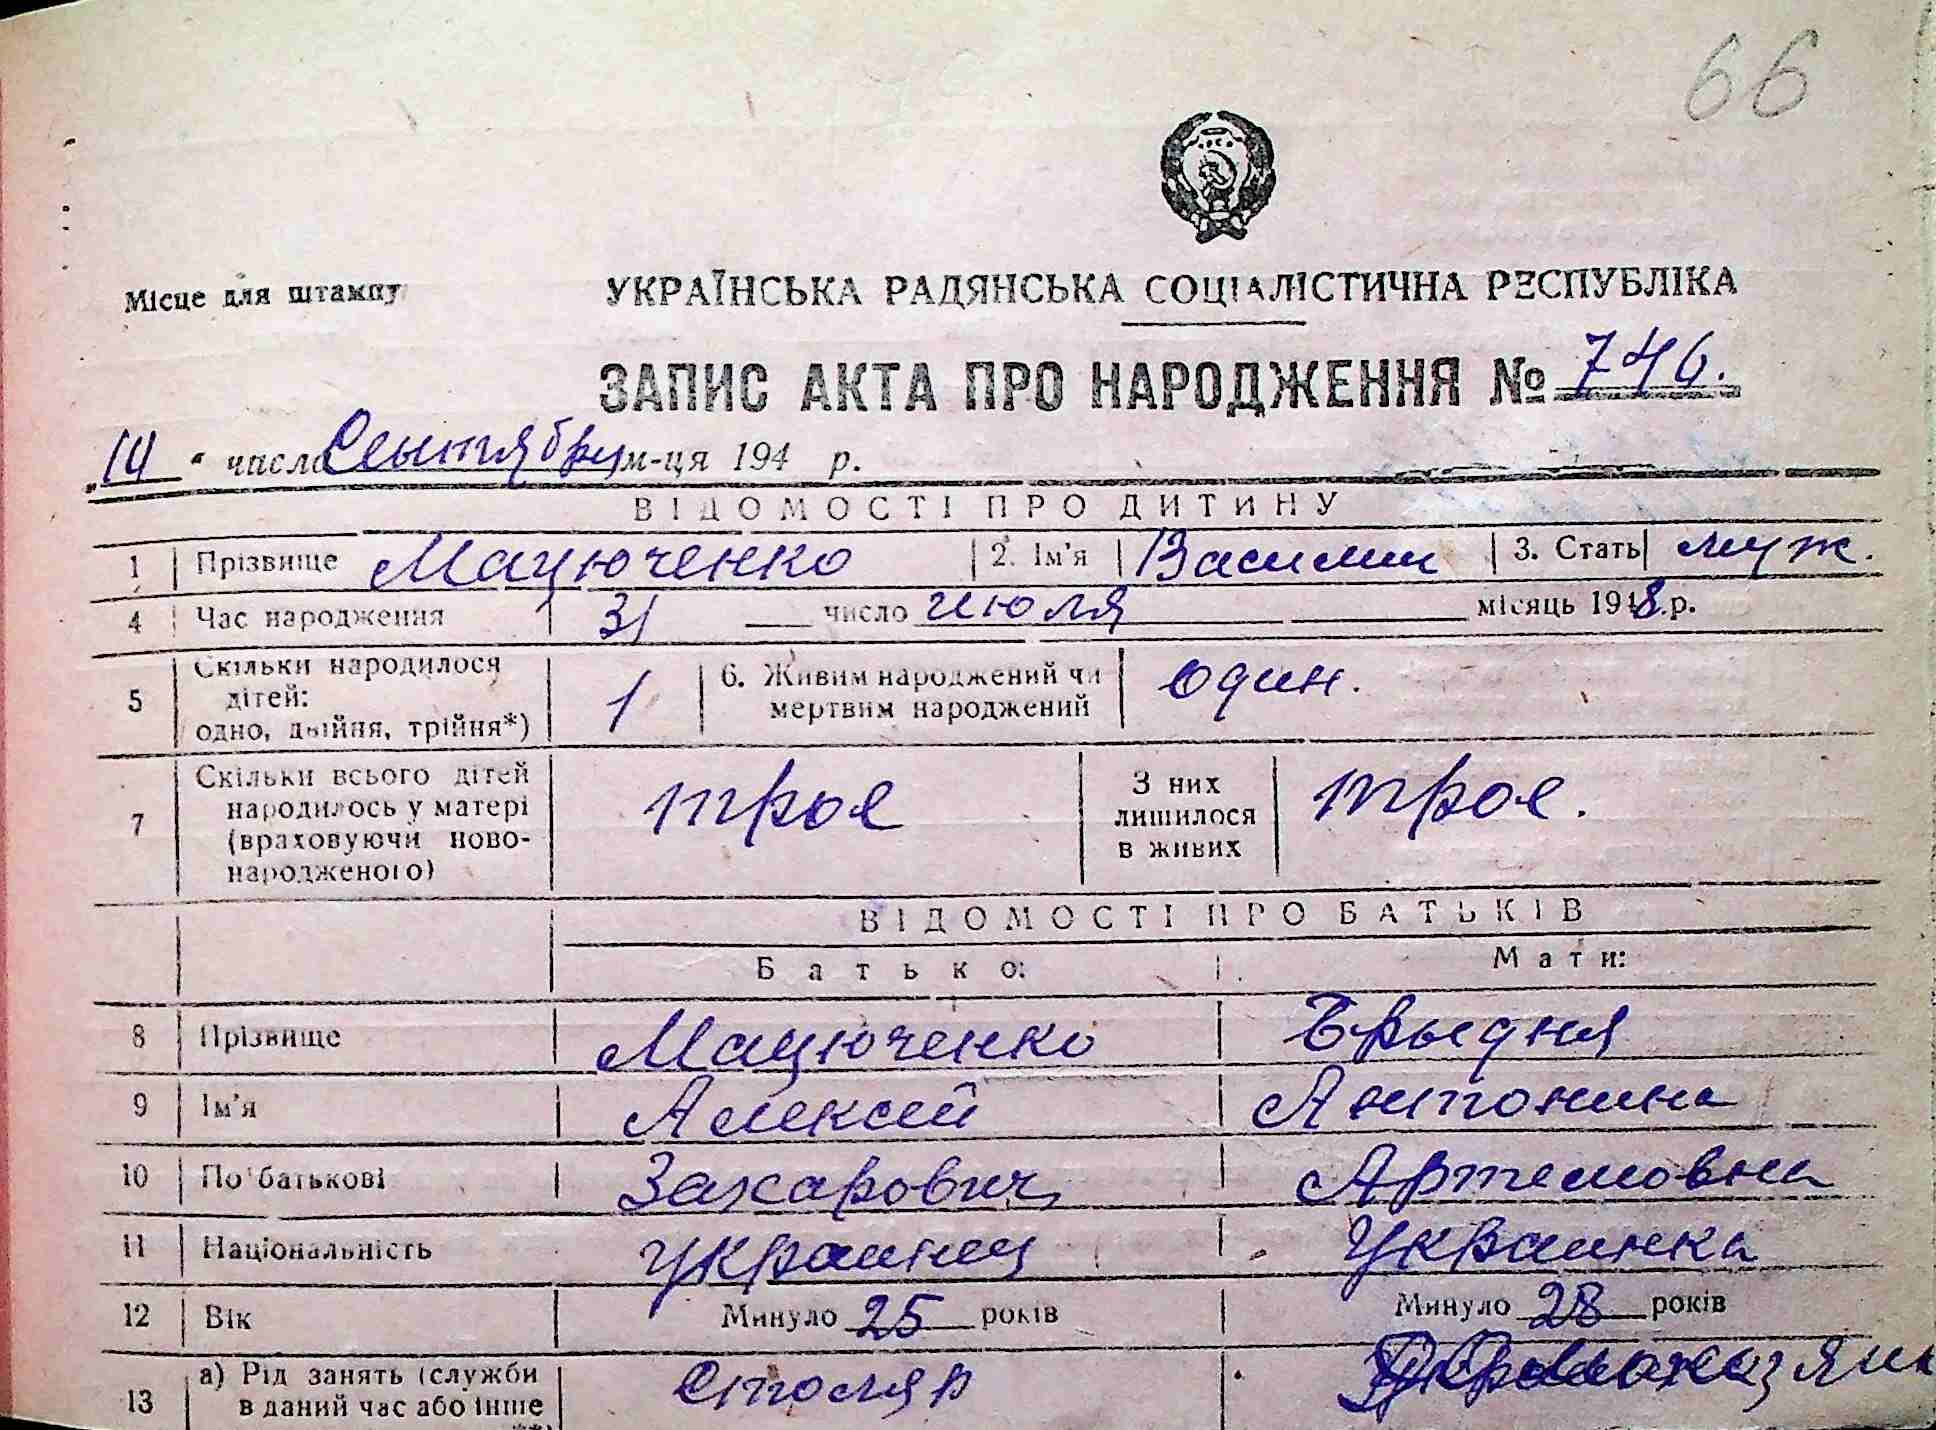 66
Місце для штампу
УКРАЇНСЬКА РАДЯНСЬКА СОЦІАЛІСТИЧНА РЕСПУБЛІКА
ЗАПИС АКТА ПРО НАРОДЖЕННЯ № 746.
„14 " число Сентября м-ця 194 р.
ВІДОМОСТІ ПРО ДИТИНУ
1 Прізвище Мацюченко 2. Ім'я Василий 3. Стать муж.
4 Час народження 31 число июля місяць 1948 р.
5 Скільки народилося дітей: одно, двійня, трійня*) 1 6. Живим народжений чи мертвим народжений один.
7 Скільки всього дітей народилось у матері (враховуючи новонародженого) трое З них лишилося в живих трое.
ВІДОМОСТІ ПРО БАТЬКІВ
Батько: Мати:
8 Прізвище Мацюченко Брыдня
9 Ім'я Алексей Антонина
10 По батькові Захарович Артемовна
11 Національність украинец Украинка
12 Вік Минуло 25 років Минуло 28 років
13 а) Рід занять (служби в даний час або інше столяр